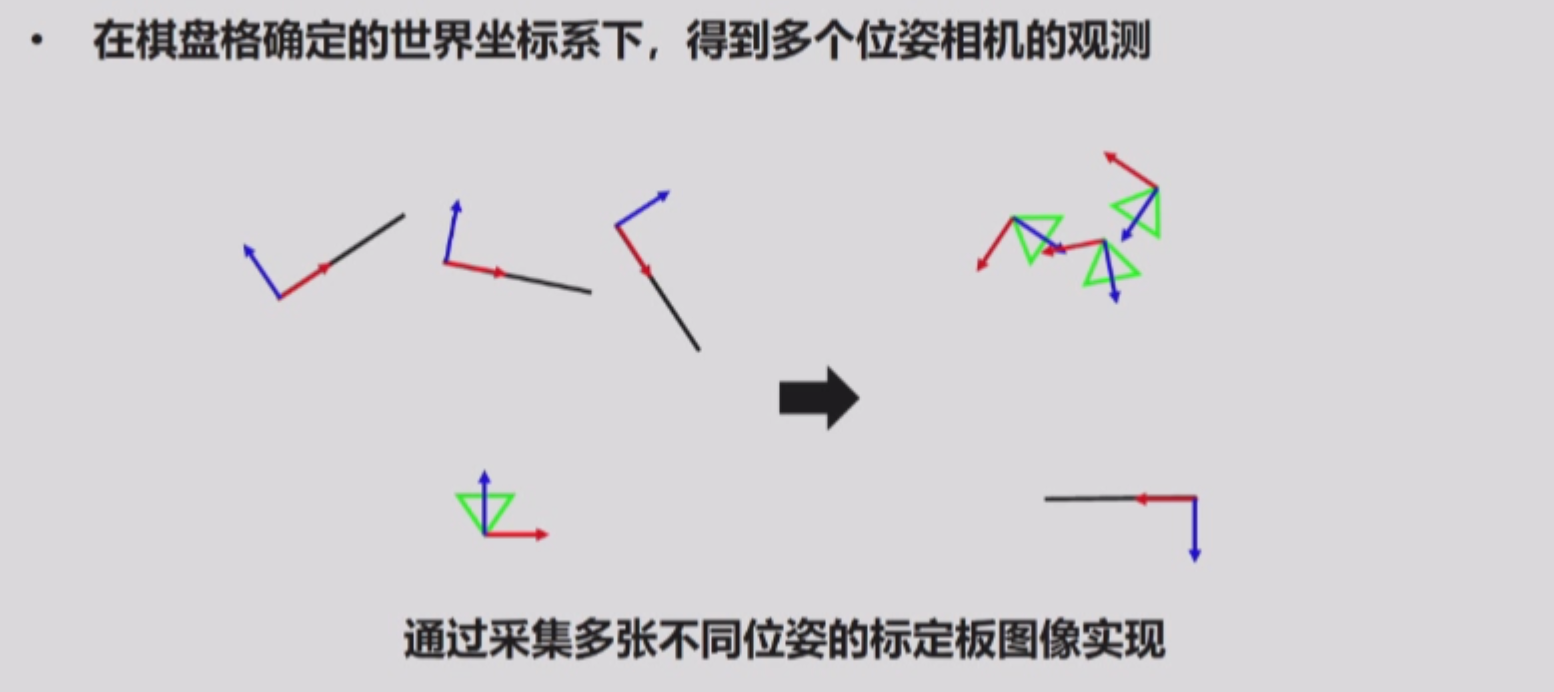 • 在棋盘格确定的世界坐标系下，得到多个位姿相机的观测
通过采集多张不同位姿的标定板图像实现